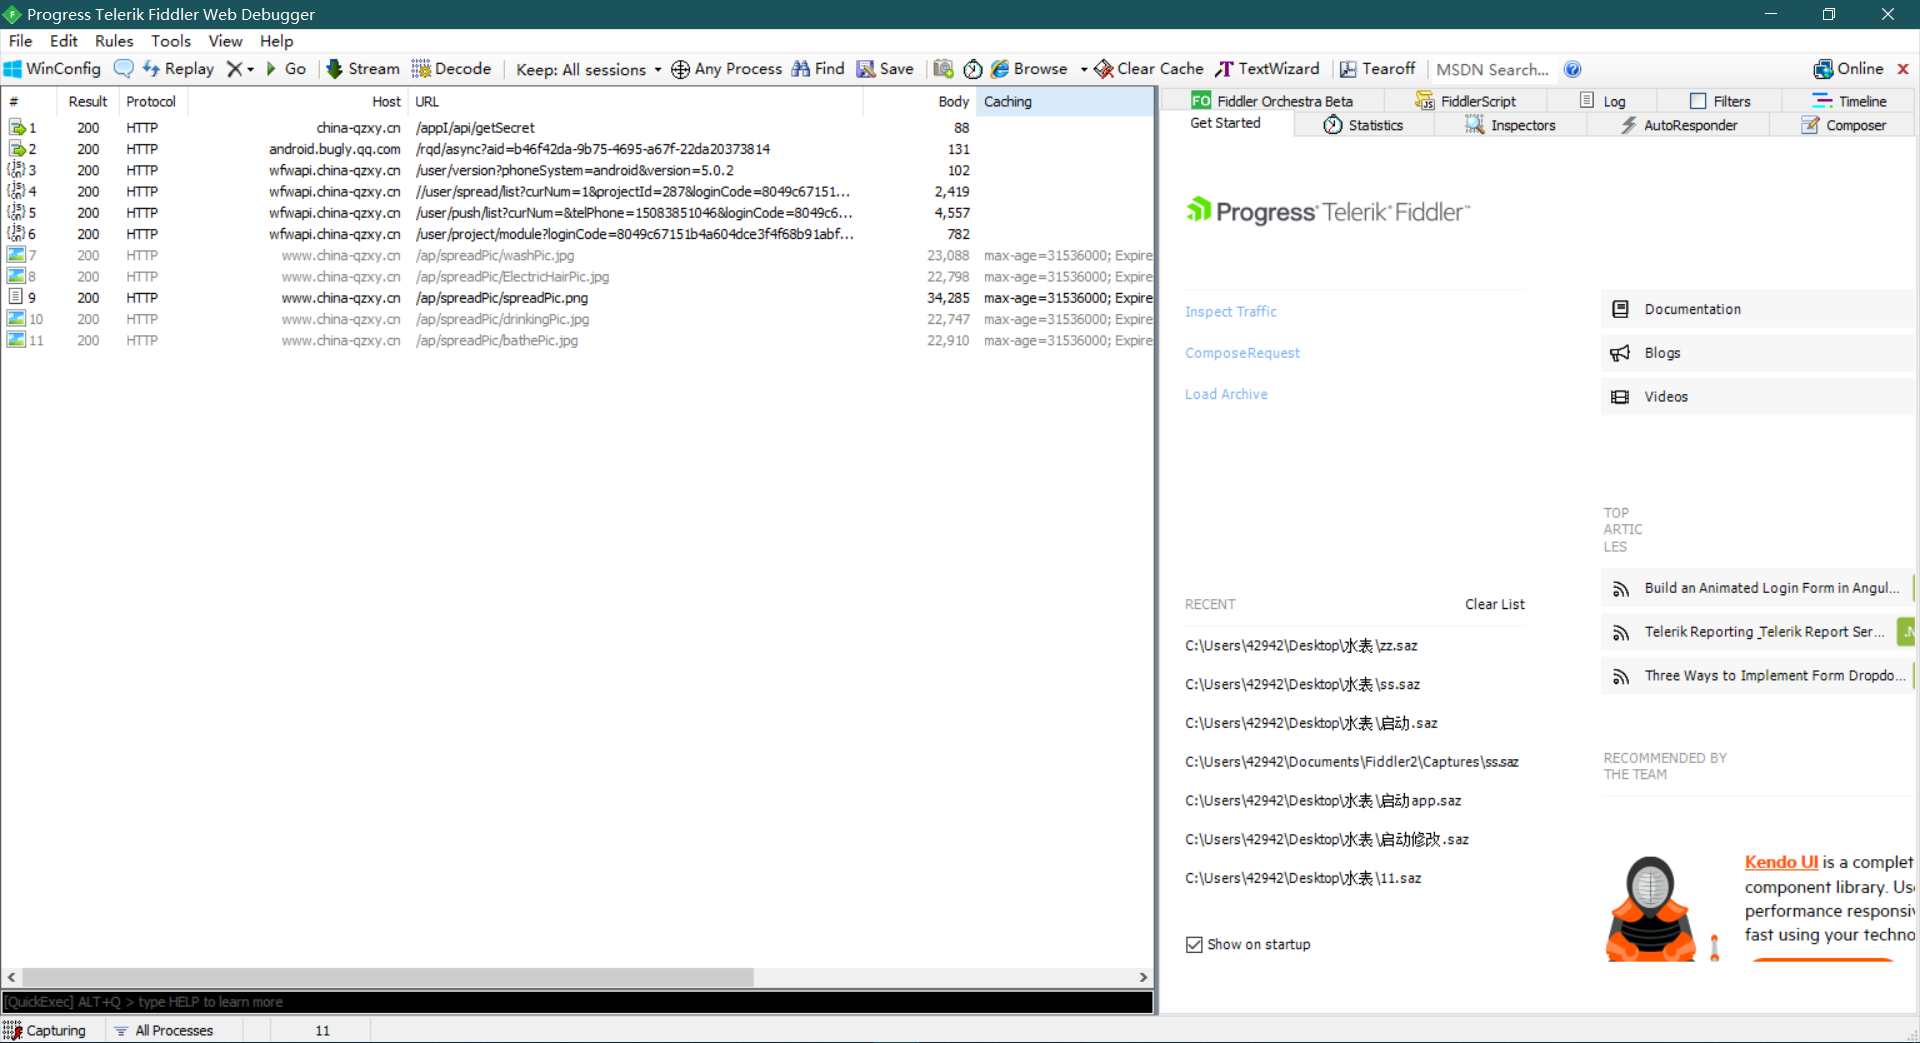 Progress Telerik Fiddler Web Debugger
File Edit Rules Tools View Help
WinConfig Replay Go Stream Decode Keep: All sessions Any Process Find Save Browse Clear Cache TextWizard Tearoff MSDN Search... Online
# Result Protocol Host URL Body Caching
1 200 HTTP china-qzxy.cn /appI/api/getSecret 88
2 200 HTTP android.bugly.qq.com /rqd/async?aid=b46f42da-9b75-4695-a67f-22da20373814 131
3 200 HTTP wfwapi.china-qzxy.cn /user/version?phoneSystem=android&version=5.0.2 102
4 200 HTTP wfwapi.china-qzxy.cn //user/spread/list?curNum=1&projectId=287&loginCode=8049c67151... 2,419
5 200 HTTP wfwapi.china-qzxy.cn /user/push/list?curNum=&telPhone=15083851046&loginCode=8049c6... 4,557
6 200 HTTP wfwapi.china-qzxy.cn /user/project/module?loginCode=8049c67151b4a604dce3f4f68b91abf... 782
7 200 HTTP www.china-qzxy.cn /ap/spreadPic/washPic.jpg 23,088 max-age=31536000; Expire
8 200 HTTP www.china-qzxy.cn /ap/spreadPic/ElectricHairPic.jpg 22,798 max-age=31536000; Expire
9 200 HTTP www.china-qzxy.cn /ap/spreadPic/spreadPic.png 34,285 max-age=31536000; Expire
10 200 HTTP www.china-qzxy.cn /ap/spreadPic/drinkingPic.jpg 22,747 max-age=31536000; Expire
11 200 HTTP www.china-qzxy.cn /ap/spreadPic/bathePic.jpg 22,910 max-age=31536000; Expire
[QuickExec] ALT+Q > type HELP to learn more
Capturing All Processes 11
Fiddler Orchestra Beta FiddlerScript Log Filters Timeline
Get Started Statistics Inspectors AutoResponder Composer
Progress Telerik Fiddler
Inspect Traffic
Compose Request
Load Archive
Documentation
Blogs
Videos
TOP
ARTIC
LES
Build an Animated Login Form in Angul...
Telerik Reporting _Telerik Report Ser... .N
Three Ways to Implement Form Dropdo...
RECENT Clear List
C:\Users\42942\Desktop\水表\zz.saz
C:\Users\42942\Desktop\水表\ss.saz
C:\Users\42942\Desktop\水表\启动.saz
C:\Users\42942\Documents\Fiddler2\Captures\ss.saz
C:\Users\42942\Desktop\水表\启动app.saz
C:\Users\42942\Desktop\水表\启动修改.saz
C:\Users\42942\Desktop\水表\11.saz
Show on startup
RECOMMENDED BY
THE TEAM
Kendo UI is a complet
component library. Us
performance responsiv
fast using your techno